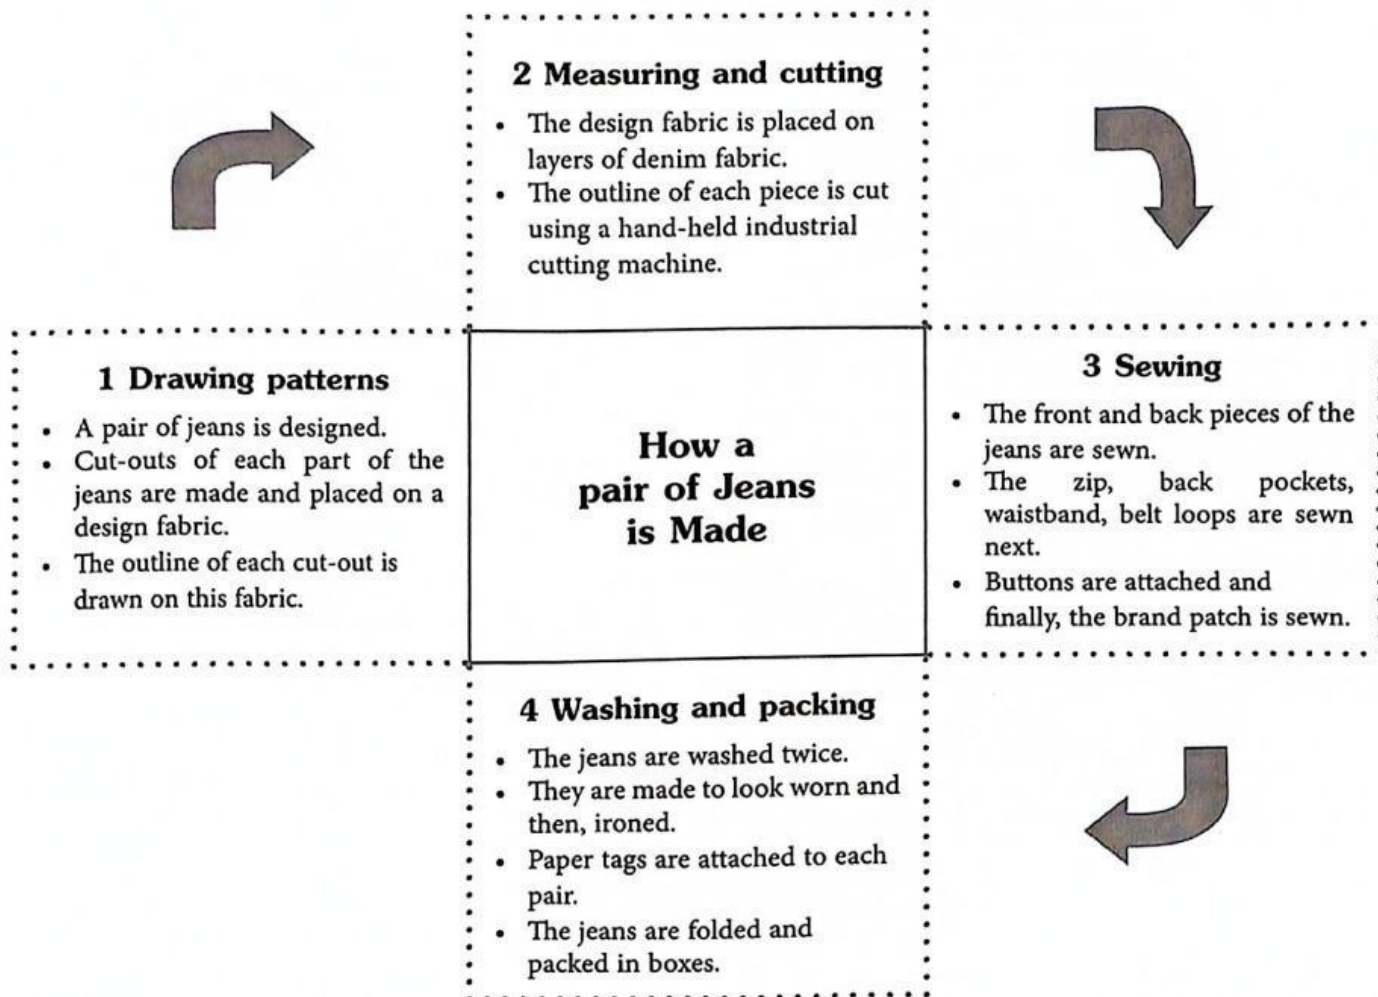 2 Measuring and cutting
• The design fabric is placed on
layers of denim fabric.
• The outline of each piece is cut
using a hand-held industrial
cutting machine.
1 Drawing patterns
• A pair of jeans is designed.
• Cut-outs of each part of the
jeans are made and placed on a
design fabric.
• The outline of each cut-out is
drawn on this fabric.
How a
pair of Jeans
is Made
3 Sewing
• The front and back pieces of the
jeans are sewn.
• The zip, back pockets,
waistband, belt loops are sewn
next.
• Buttons are attached and
finally, the brand patch is sewn.
4 Washing and packing
• The jeans are washed twice.
• They are made to look worn and
then, ironed.
• Paper tags are attached to each
pair.
• The jeans are folded and
packed in boxes.